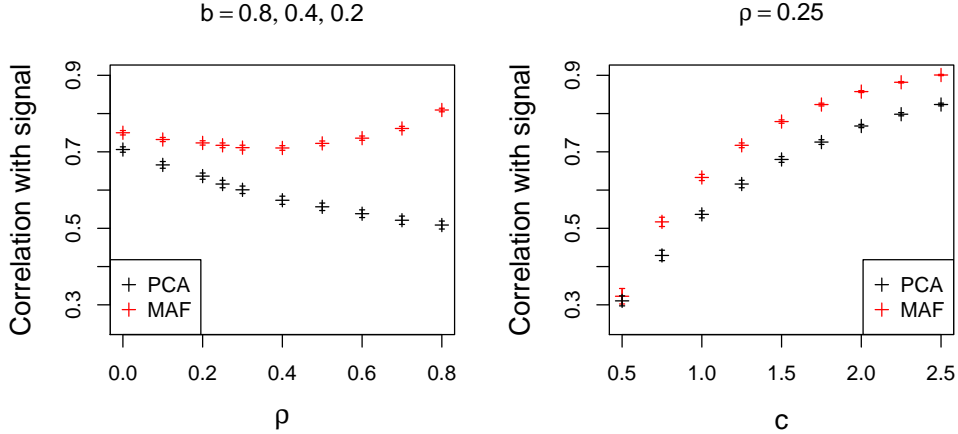 b = 0.8, 0.4, 0.2
Correlation with signal
0.9
0.7
0.5
0.3
PCA
MAF
0.0 0.2 0.4 0.6 0.8
ρ
ρ = 0.25
Correlation with signal
0.9
0.7
0.5
0.3
PCA
MAF
0.5 1.0 1.5 2.0 2.5
c